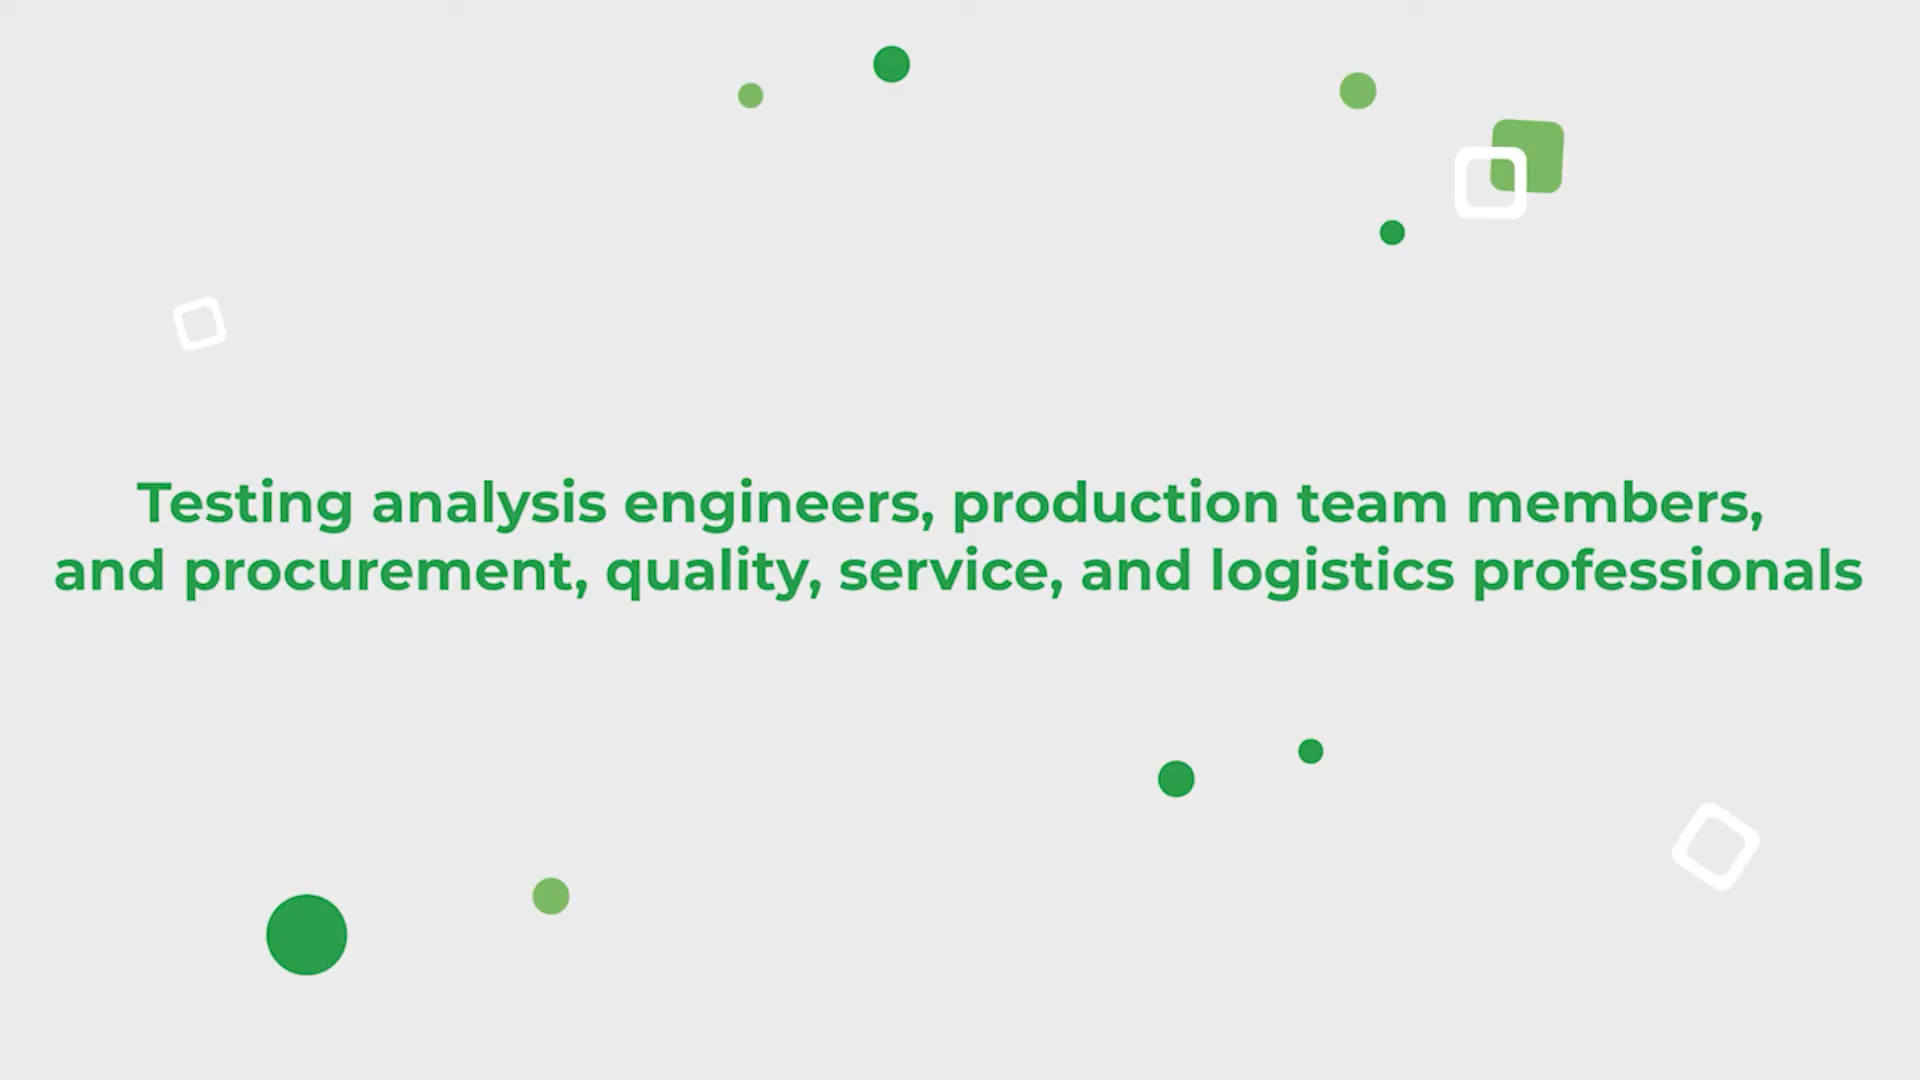 Testing analysis engineers, production team members,
and procurement, quality, service, and logistics professionals